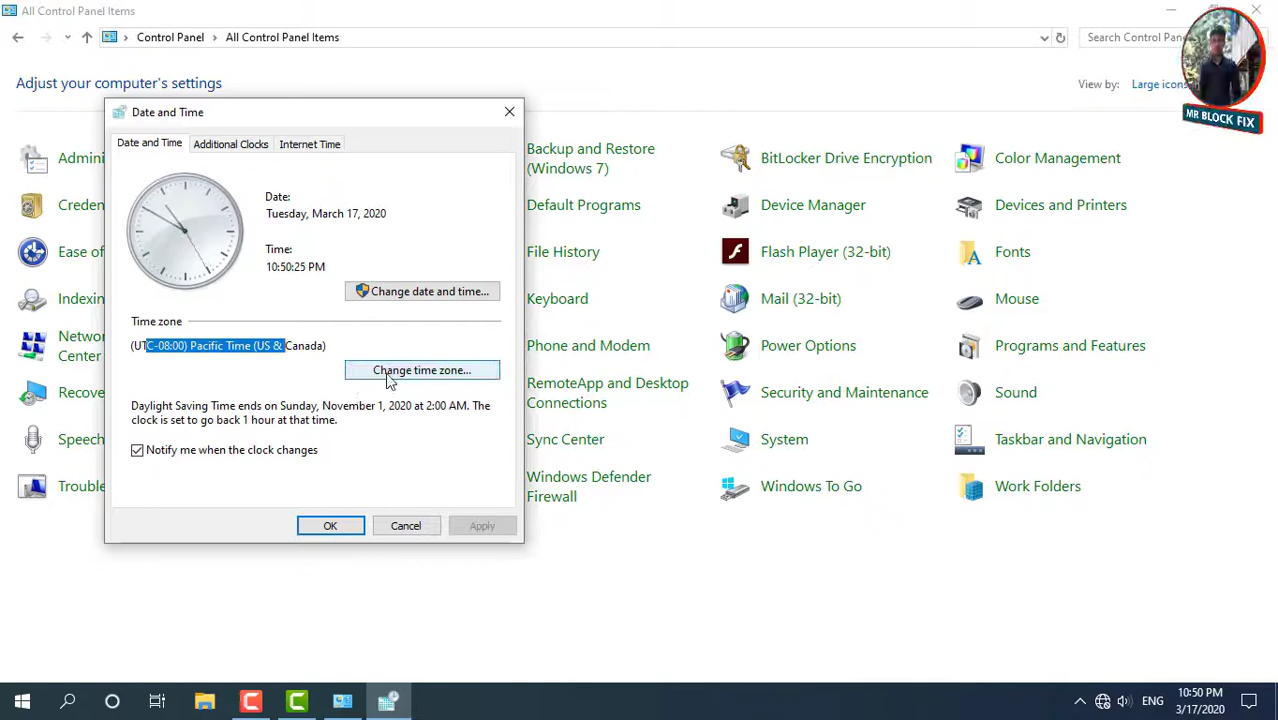 All Control Panel Items
Control Panel
All Control Panel Items
Search Control
Adjust your computer's settings
View by:
Large icons
MR BLOCK FIX
Date and Time
Date and Time
Additional Clocks
Internet Time
Date:
Tuesday, March 17, 2020
Time:
10:50:25 PM
Change date and time...
Time zone
(UTC-08:00) Pacific Time (US & Canada)
Change time zone...
Daylight Saving Time ends on Sunday, November 1, 2020 at 2:00 AM. The
clock is set to go back 1 hour at that time.
Notify me when the clock changes
OK
Cancel
Apply
Ease of
Network
Center
Speech
Backup and Restore
(Windows 7)
Default Programs
File History
Keyboard
Phone and Modem
RemoteApp and Desktop
Connections
Sync Center
Windows Defender
Firewall
BitLocker Drive Encryption
Device Manager
Flash Player (32-bit)
Mail (32-bit)
Power Options
Security and Maintenance
System
Windows To Go
Color Management
Devices and Printers
Fonts
Mouse
Programs and Features
Sound
Taskbar and Navigation
Work Folders
ENG
10:50 PM
3/17/2020